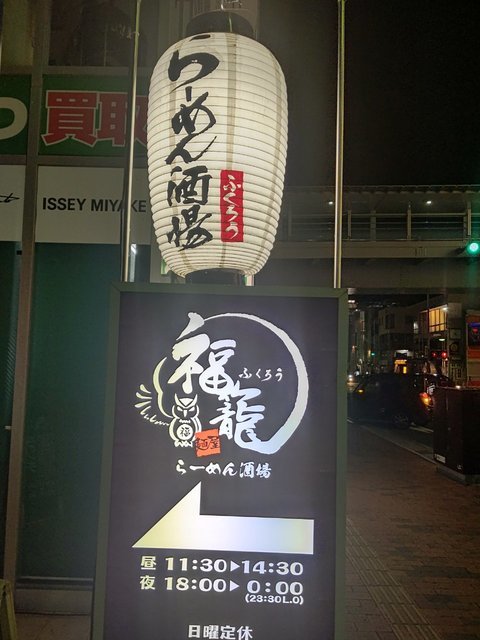 らーめん酒場
ふくろう
買取
ISSEY MIYAKE
福籠
ふくろう
福
麺屋
らーめん酒場
昼 11:30▶14:30
夜 18:00▶0:00
(23:30L.O)
日曜定休